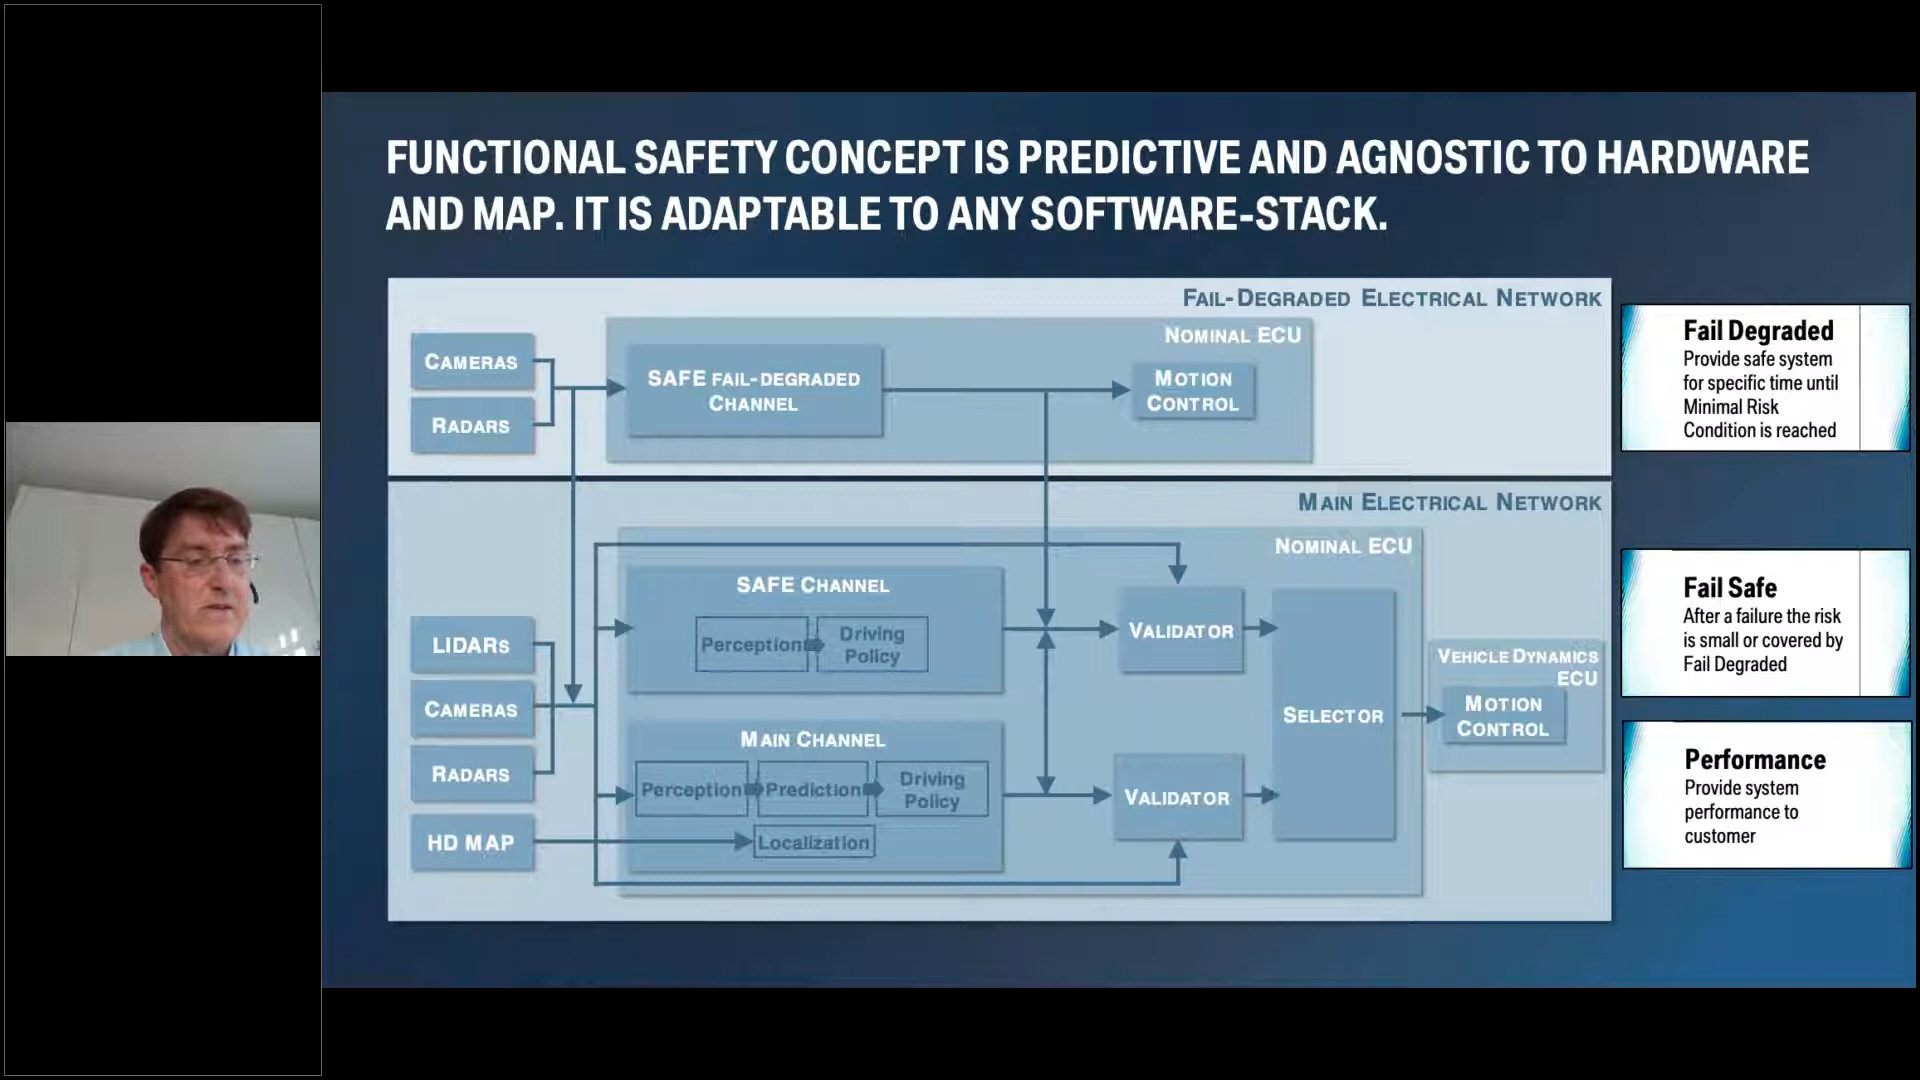 FUNCTIONAL SAFETY CONCEPT IS PREDICTIVE AND AGNOSTIC TO HARDWARE
AND MAP. IT IS ADAPTABLE TO ANY SOFTWARE-STACK.
FAIL-DEGRADED ELECTRICAL NETWORK
NOMINAL ECU
CAMERAS
RADARS
SAFE FAIL-DEGRADED
CHANNEL
MOTION
CONTROL
MAIN ELECTRICAL NETWORK
NOMINAL ECU
LIDARs
CAMERAS
RADARS
HD MAP
SAFE CHANNEL
Perception
Driving
Policy
MAIN CHANNEL
Perception
Prediction
Driving
Policy
Localization
VALIDATOR
VALIDATOR
SELECTOR
VEHICLE DYNAMICS
ECU
MOTION
CONTROL
Fail Degraded
Provide safe system
for specific time until
Minimal Risk
Condition is reached
Fail Safe
After a failure the risk
is small or covered by
Fail Degraded
Performance
Provide system
performance to
customer